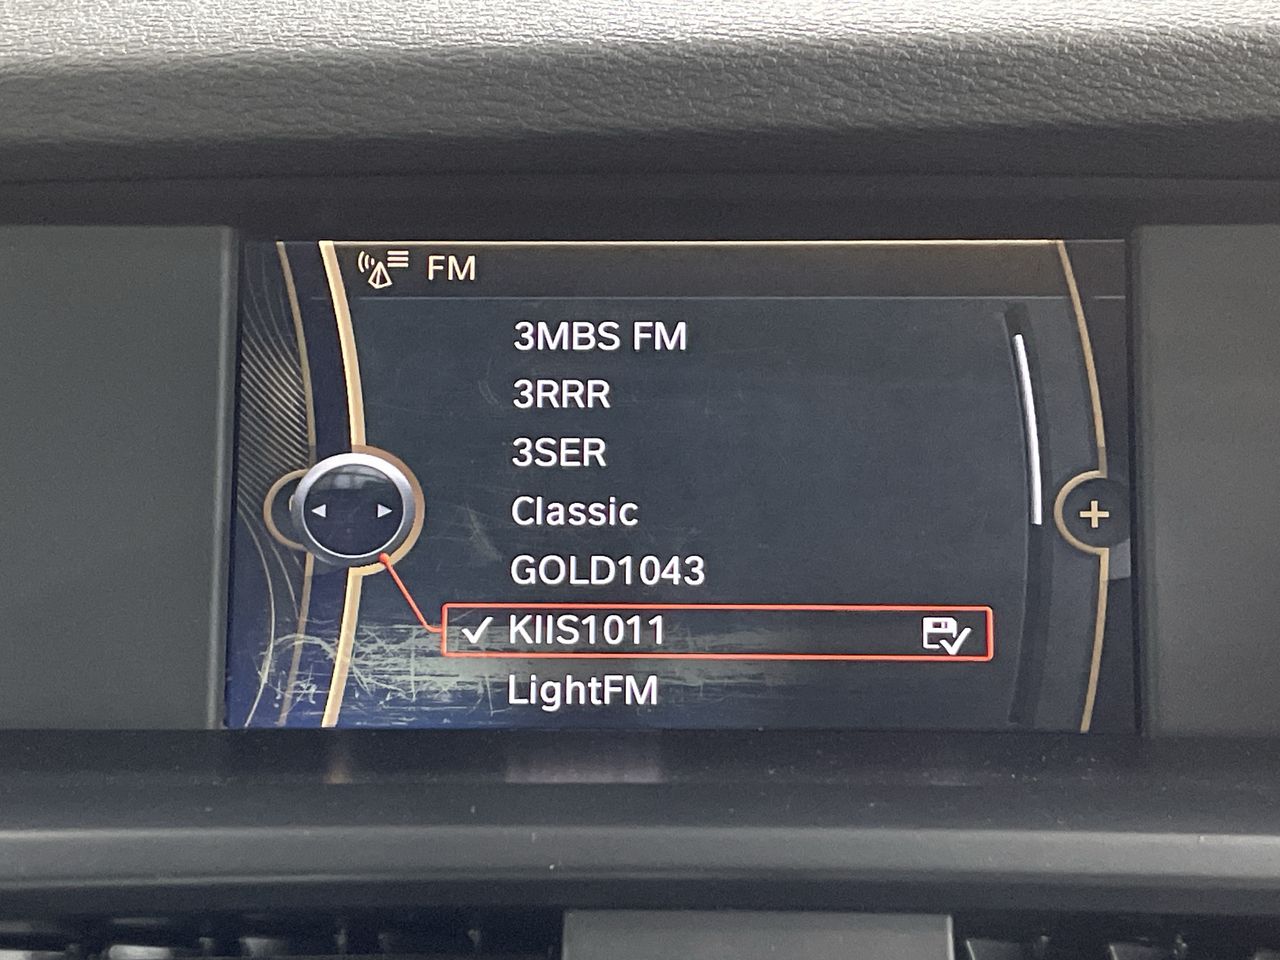 FM
3MBS FM
3RRR
3SER
Classic
GOLD1043
KIIS1011
LightFM